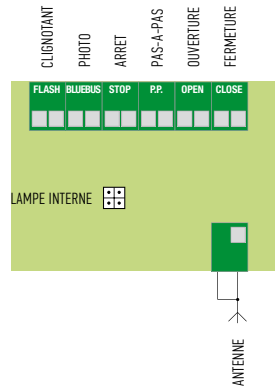 CLIGNOTANT
PHOTO
ARRET
PAS-A-PAS
OUVERTURE
FERMETURE
FLASH
BLUEBUS
STOP
P.P.
OPEN
CLOSE
LAMPE INTERNE
ANTENNE